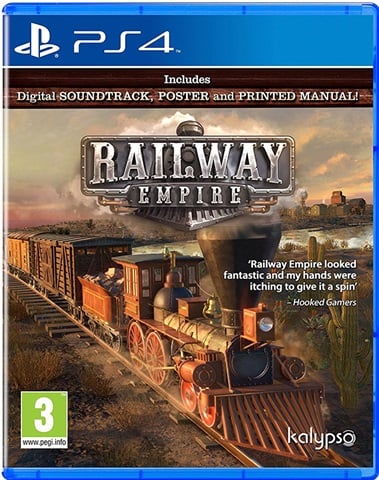 PS4
Includes
Digital SOUNDTRACK, POSTER and PRINTED MANUAL!
RAILWAY
EMPIRE
'Railway Empire looked
fantastic and my hands were
itching to give it a spin'
– Hooked Gamers
3
www.pegi.info
kalypso